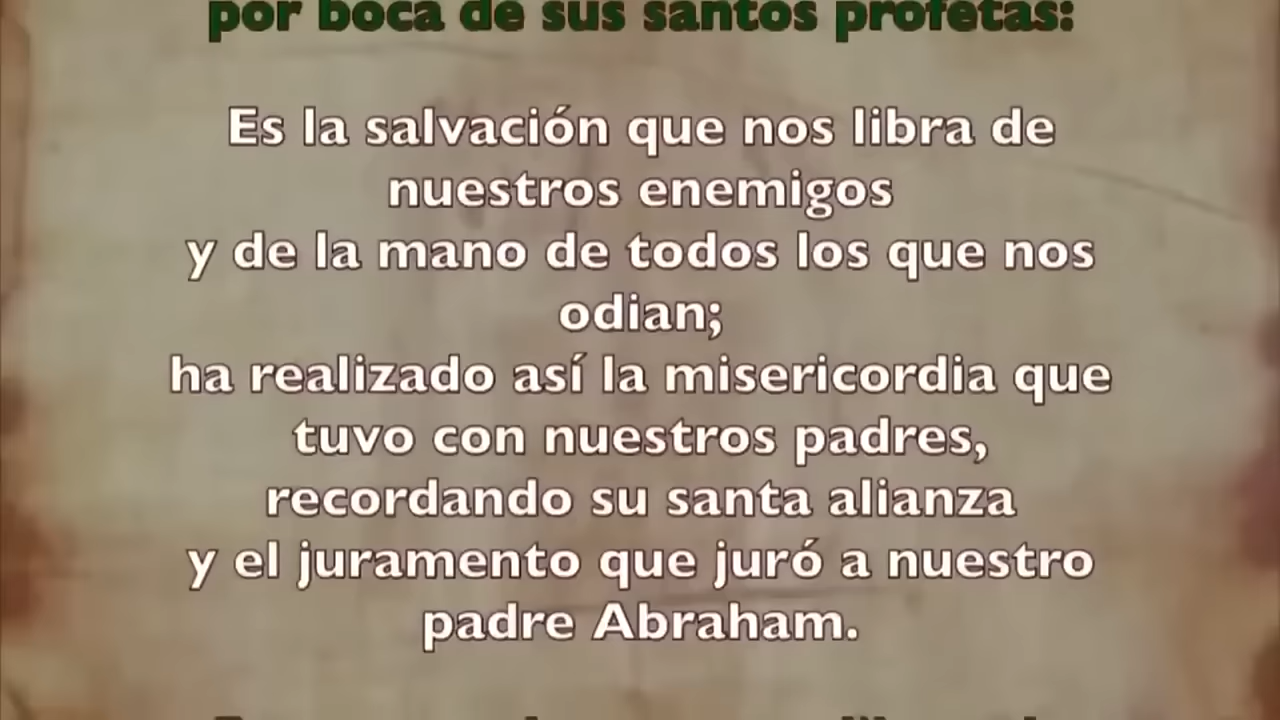 por boca de sus santos profetas:
Es la salvación que nos libra de
nuestros enemigos
y de la mano de todos los que nos
odian;
ha realizado así la misericordia que
tuvo con nuestros padres,
recordando su santa alianza
y el juramento que juró a nuestro
padre Abraham.